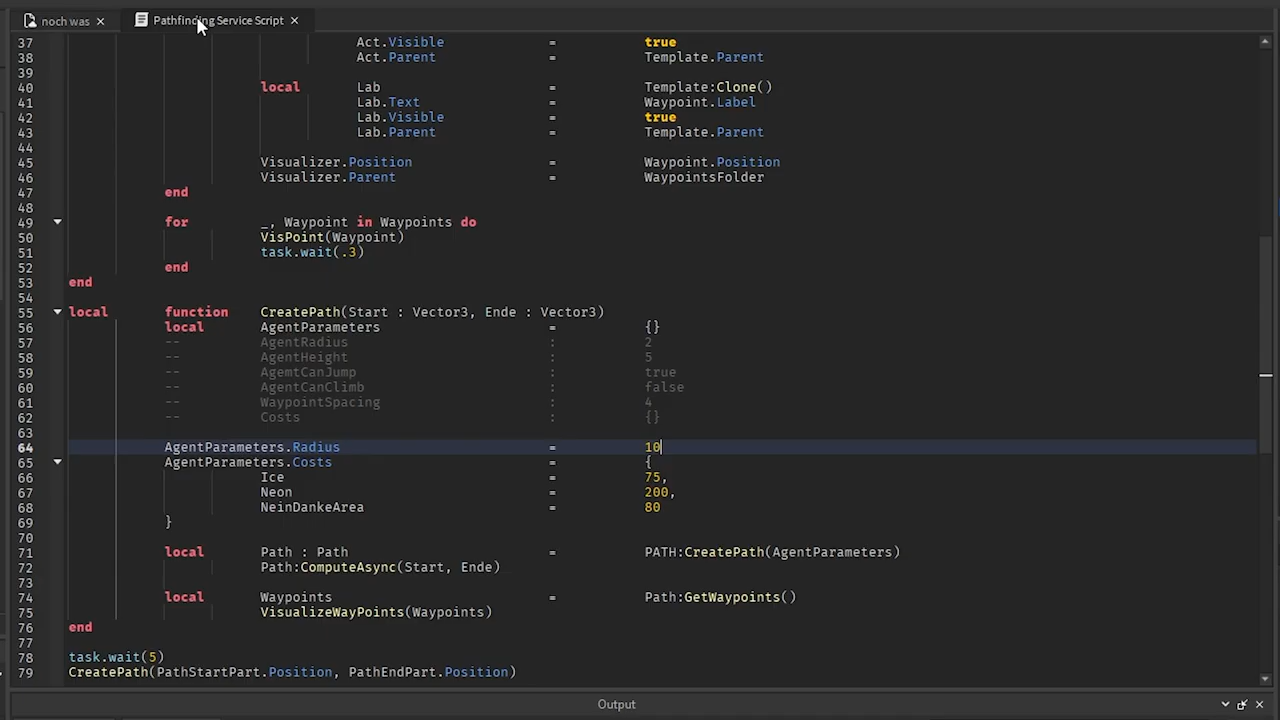 noch was
Pathfinding Service Script
37 Act.Visible = true
38 Act.Parent = Template.Parent
39
40 local Lab = Template:Clone()
41 Lab.Text = Waypoint.Label
42 Lab.Visible = true
43 Lab.Parent = Template.Parent
44
45 Visualizer.Position = Waypoint.Position
46 Visualizer.Parent = WaypointsFolder
47 end
48
49 for _, Waypoint in Waypoints do
50 VisPoint(Waypoint)
51 task.wait(.3)
52 end
53 end
54
55 local function CreatePath(Start : Vector3, Ende : Vector3)
56 local AgentParameters = {}
57 -- AgentRadius : 2
58 -- AgentHeight : 5
59 -- AgemtCanJump : true
60 -- AgentCanClimb : false
61 -- WaypointSpacing : 4
62 -- Costs : {}
63
64 AgentParameters.Radius = 10
65 AgentParameters.Costs = {
66 Ice = 75,
67 Neon = 200,
68 NeinDankeArea = 80
69 }
70
71 local Path : Path = PATH:CreatePath(AgentParameters)
72 Path:ComputeAsync(Start, Ende)
73
74 local Waypoints = Path:GetWaypoints()
75 VisualizeWayPoints(Waypoints)
76 end
77
78 task.wait(5)
79 CreatePath(PathStartPart.Position, PathEndPart.Position)
Output